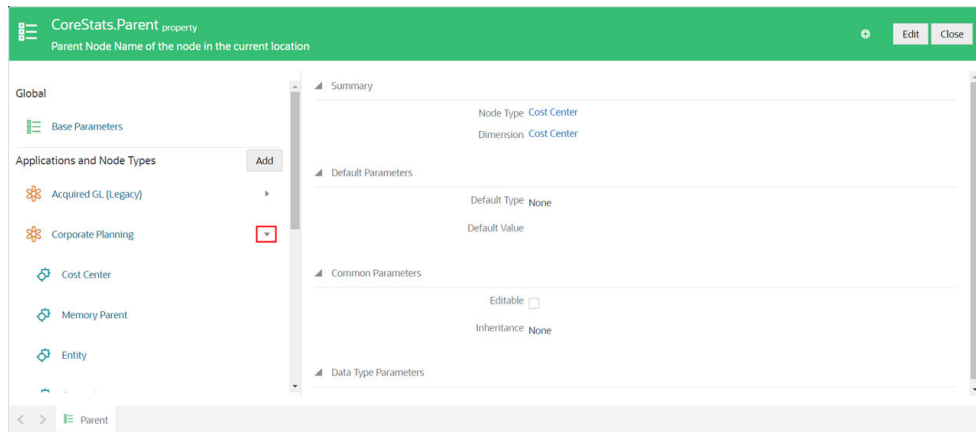 CoreStats.Parent property
Parent Node Name of the node in the current location
Edit
Close
Global
Base Parameters
Applications and Node Types
Add
Acquired GL (Legacy)
Corporate Planning
Cost Center
Memory Parent
Entity
Summary
Node Type Cost Center
Dimension Cost Center
Default Parameters
Default Type None
Default Value
Common Parameters
Editable
Inheritance None
Data Type Parameters
Parent